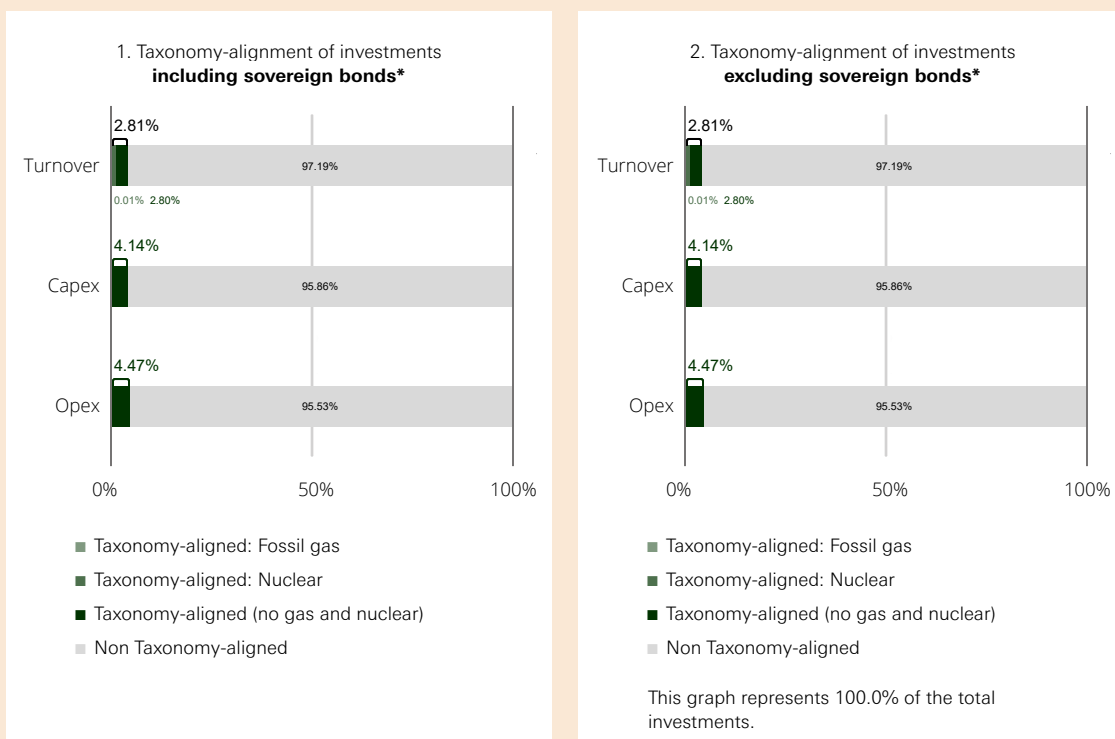 1. Taxonomy-alignment of investments
including sovereign bonds*
2.81%
Turnover
97.19%
0.01% 2.80%
4.14%
Capex
95.86%
4.47%
Opex
95.53%
0%
50%
100%
Taxonomy-aligned: Fossil gas
Taxonomy-aligned: Nuclear
Taxonomy-aligned (no gas and nuclear)
Non Taxonomy-aligned
2. Taxonomy-alignment of investments
excluding sovereign bonds*
2.81%
Turnover
97.19%
0.01% 2.80%
4.14%
Capex
95.86%
4.47%
Opex
95.53%
0%
50%
100%
Taxonomy-aligned: Fossil gas
Taxonomy-aligned: Nuclear
Taxonomy-aligned (no gas and nuclear)
Non Taxonomy-aligned
This graph represents 100.0% of the total
investments.